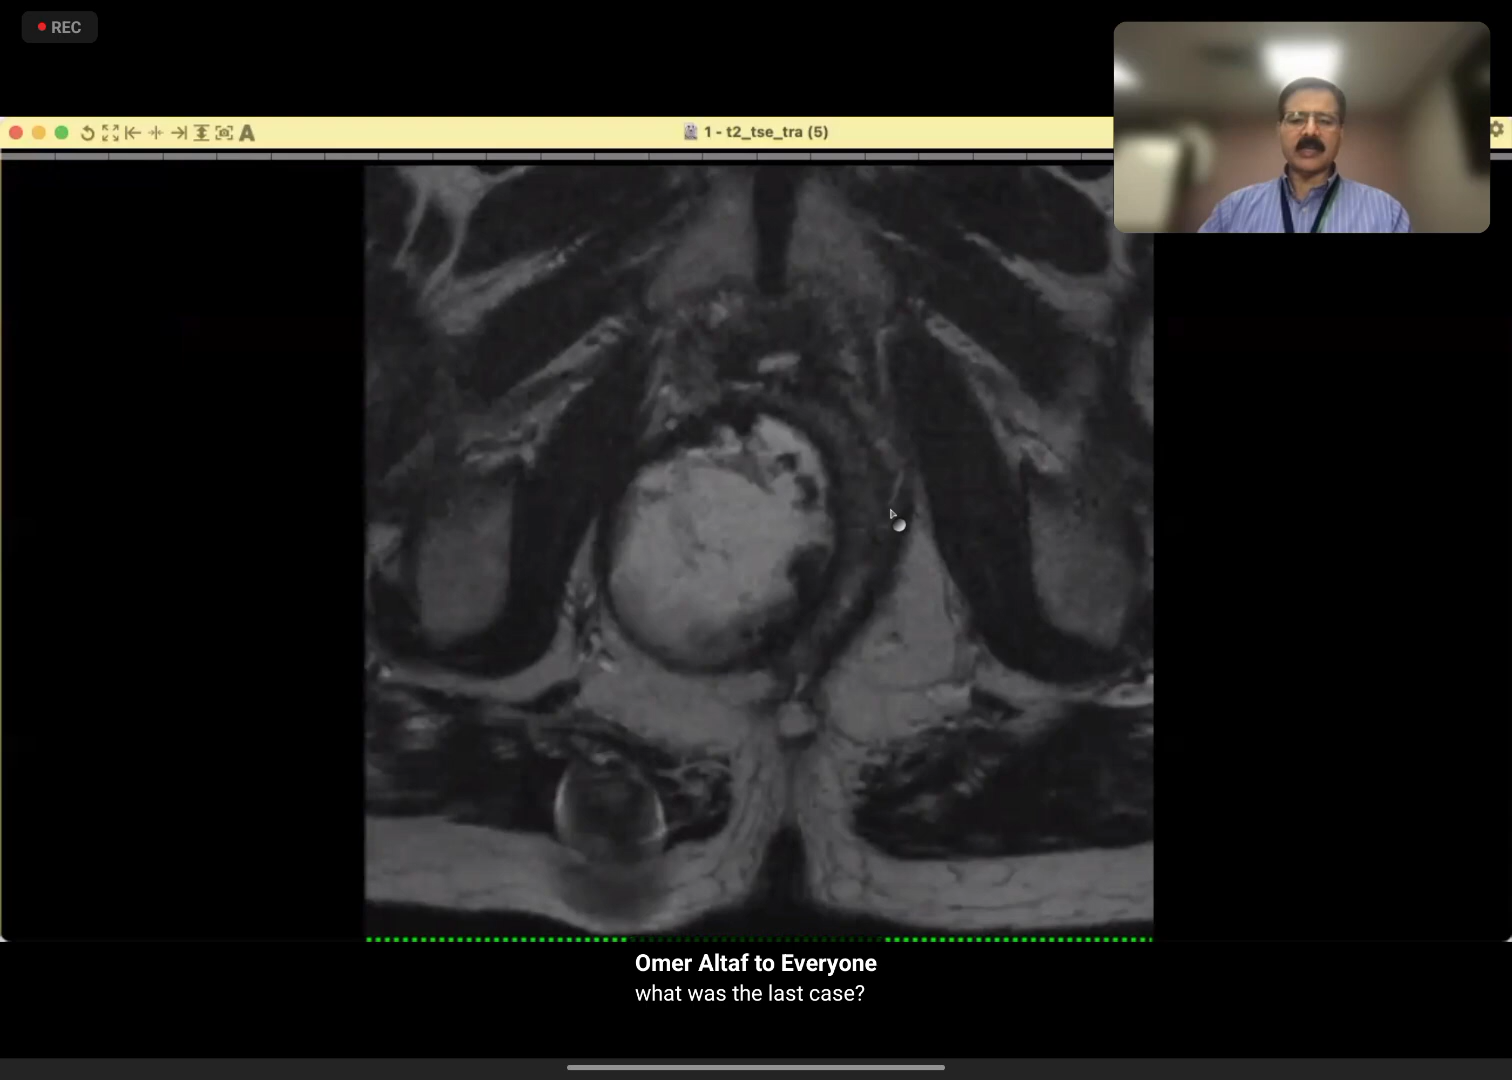 REC
A
1 - t2_tse_tra (5)
Omer Altaf to Everyone
what was the last case?